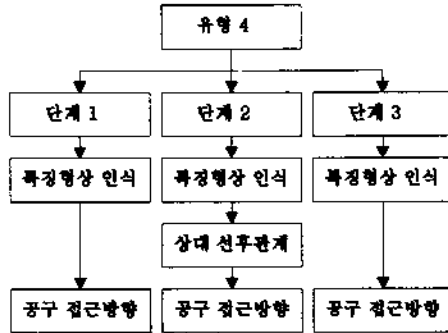 유형 4
단계 1 단계 2 단계 3
특징형상 인식 특징형상 인식 특징형상 인식
상대 선후관계
공구 접근방향 공구 접근방향 공구 접근방향